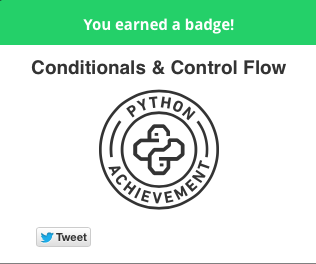 You earned a badge!
Conditionals & Control Flow
PYTHON
ACHIEVEMENT
Tweet